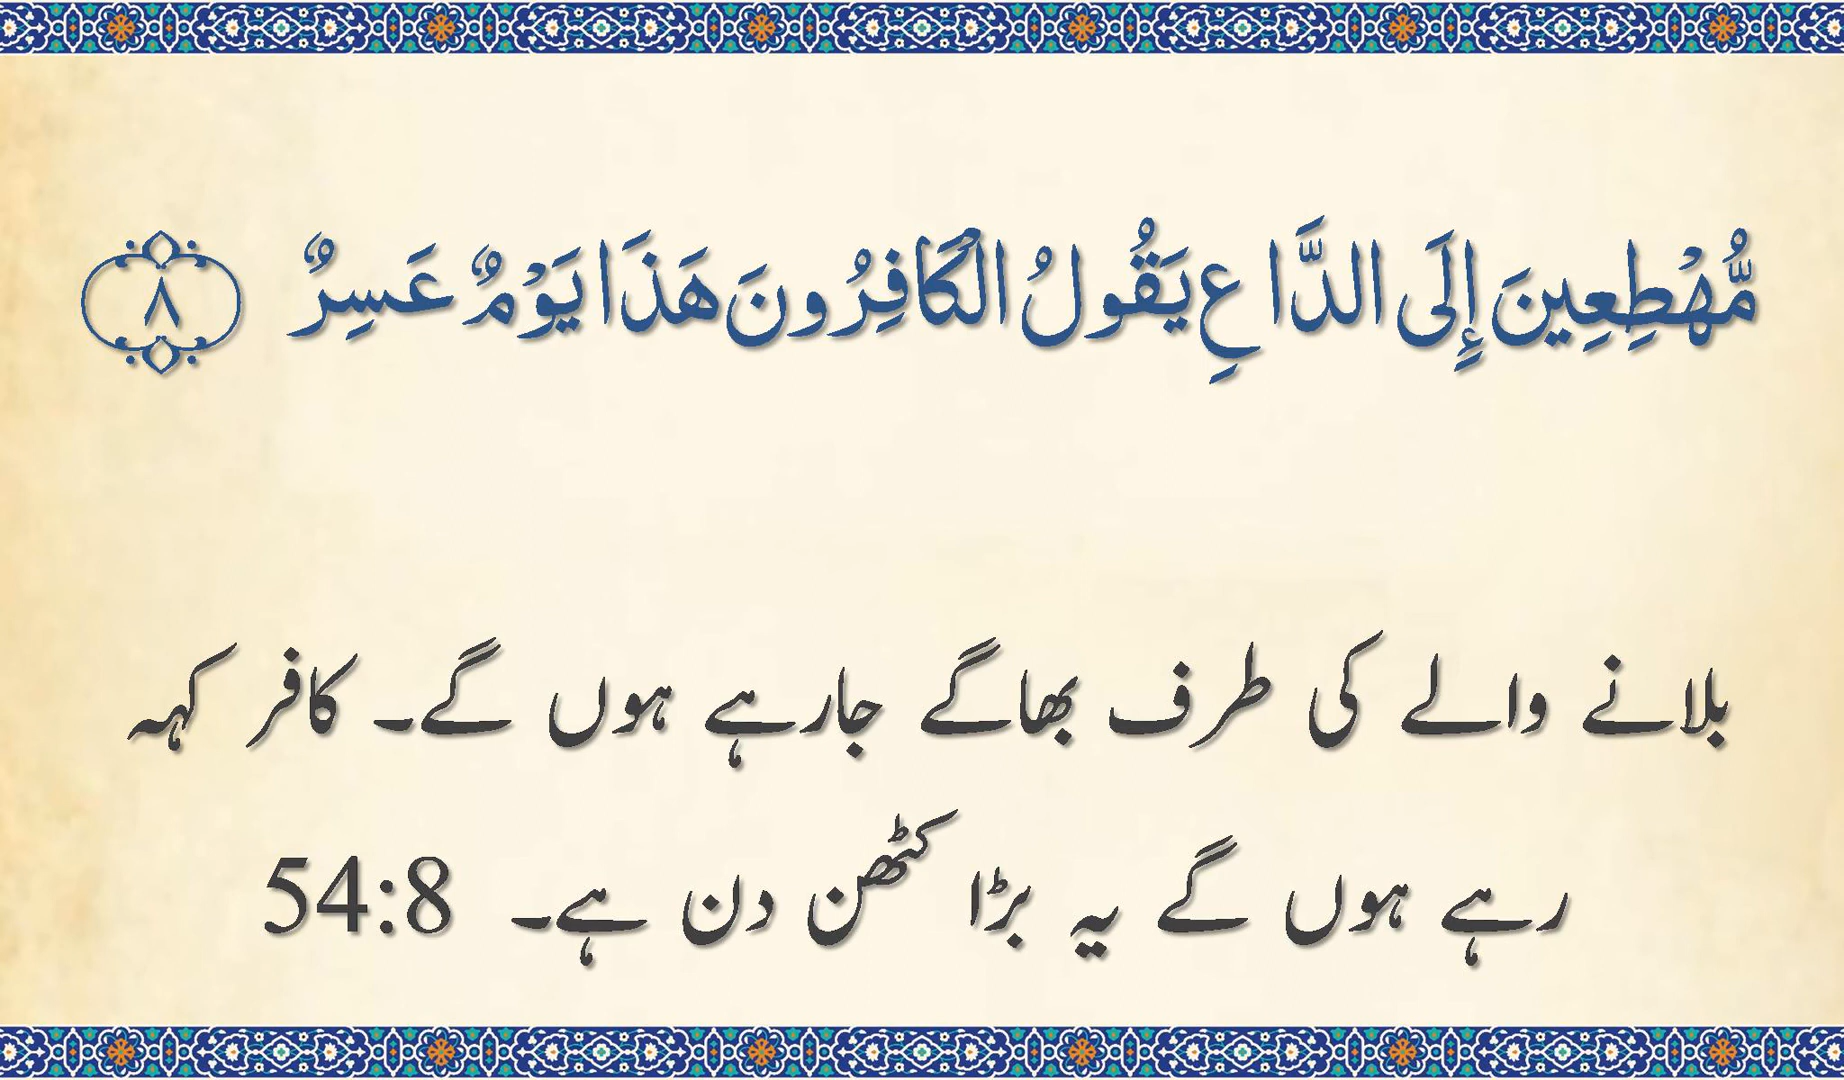 مُّهْطِعِينَ إِلَى الدَّاعِ يَقُولُ الْكَافِرُونَ هَذَا يَوْمٌ عَسِرٌ ﴿٨﴾
بلانے والے کی طرف بھاگے جارہے ہوں گے۔ کافر کہہ
رہے ہوں گے یہ بڑا کٹھن دن ہے۔ 54:8